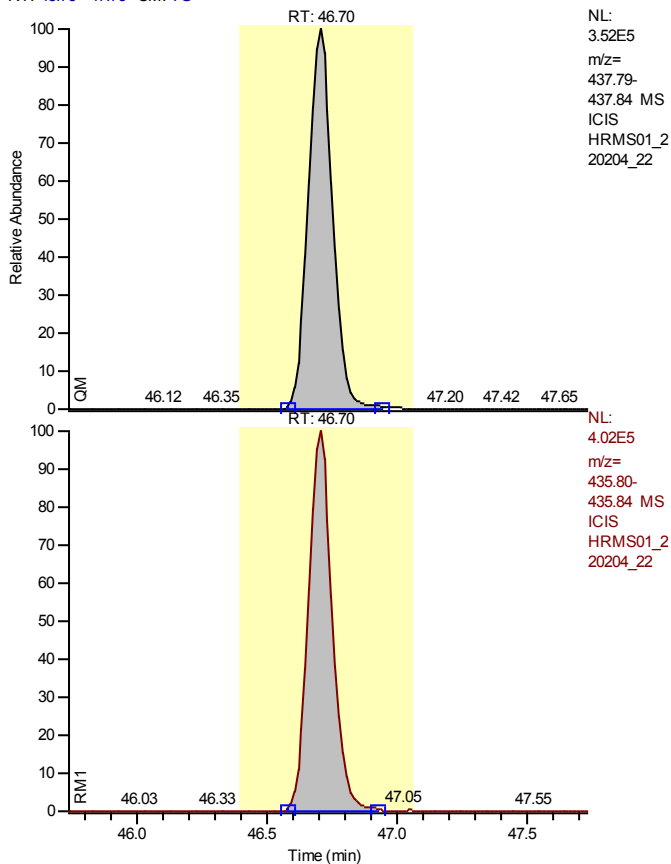 RT: 46.70
NL:
3.52E5
m/z=
437.79-
437.84 MS
ICIS
HRMS01_2
20204_22
100
90
80
70
60
50
40
30
20
10
0
Relative Abundance
QM
46.12 46.35 47.20 47.42 47.65
RT: 46.70
NL:
4.02E5
m/z=
435.80-
435.84 MS
ICIS
HRMS01_2
20204_22
100
90
80
70
60
50
40
30
20
10
0
RM1
46.03 46.33 47.05 47.55
46.0 46.5 47.0 47.5
Time (min)